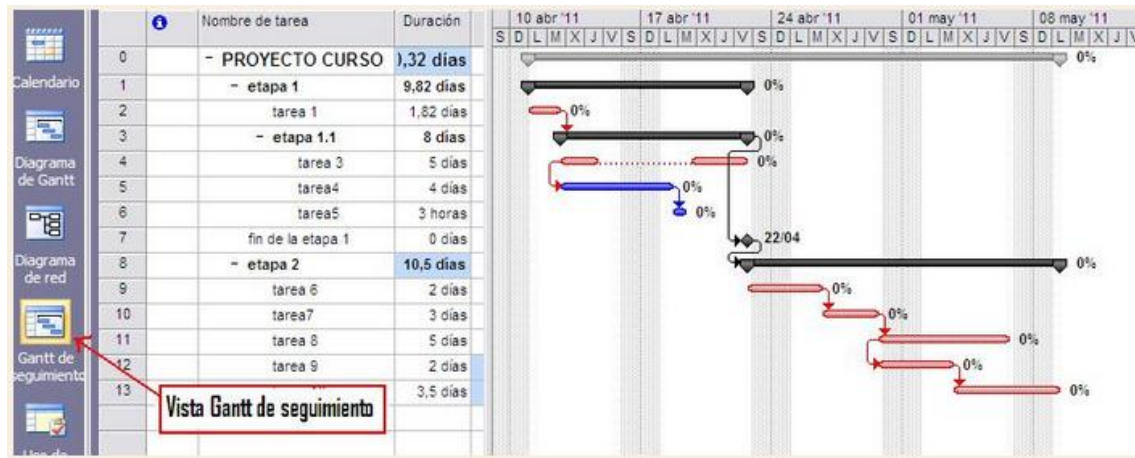 Nombre de tarea Duración 10 abr '11 17 abr '11 24 abr '11 01 may '11 08 may '11
S D L M X J V S D L M X J V S D L M X J V S D L M X J V S D L M X J V
0 - PROYECTO CURSO ),32 días 0%
Calendario
1 - etapa 1 9,82 días 0%
2 tarea 1 1,82 días 0%
3 - etapa 1.1 8 días 0%
Diagrama de Gantt
4 tarea 3 5 días 0%
5 tarea4 4 días 0%
6 tarea5 3 horas 0%
7 fin de la etapa 1 0 días 22/04
Diagrama de red
8 - etapa 2 10,5 días 0%
9 tarea 6 2 días 0%
10 tarea7 3 días 0%
11 tarea 8 5 días 0%
Gantt de seguimiento
12 tarea 9 2 días 0%
13 3,5 días 0%
Vista Gantt de seguimiento